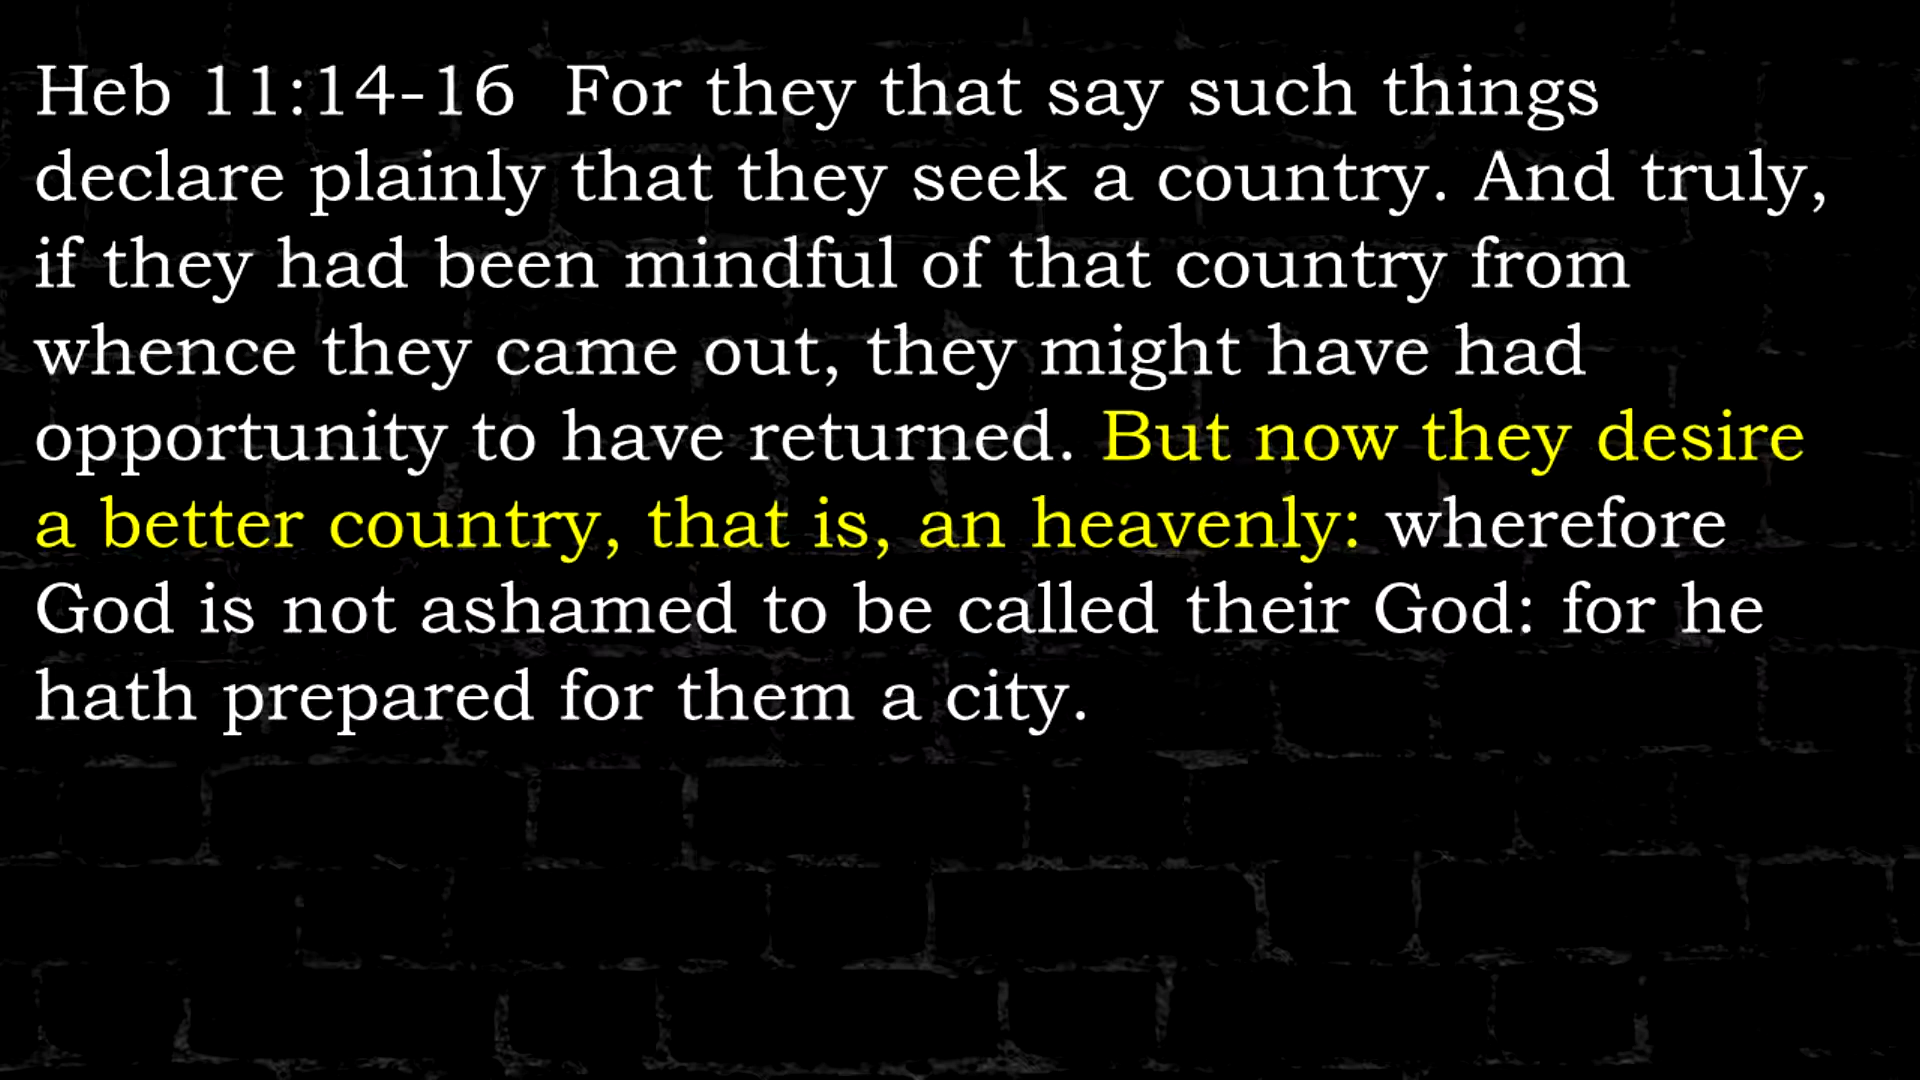 Heb 11:14-16  For they that say such things
declare plainly that they seek a country. And truly,
if they had been mindful of that country from
whence they came out, they might have had
opportunity to have returned. But now they desire
a better country, that is, an heavenly: wherefore
God is not ashamed to be called their God: for he
hath prepared for them a city.